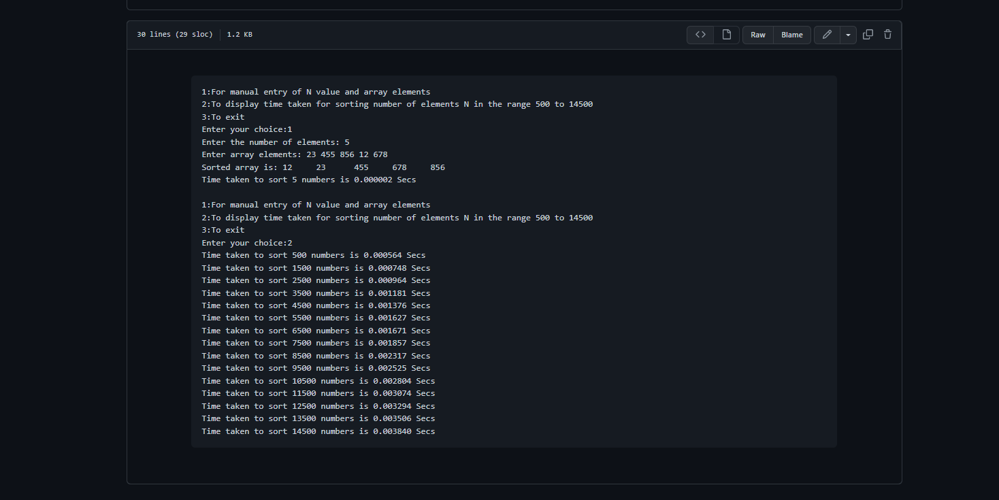 30 lines (29 sloc) 1.2 KB
Raw Blame
1:For manual entry of N value and array elements
2:To display time taken for sorting number of elements N in the range 500 to 14500
3:To exit
Enter your choice:1
Enter the number of elements: 5
Enter array elements: 23 455 856 12 678
Sorted array is: 12     23      455     678     856
Time taken to sort 5 numbers is 0.000002 Secs

1:For manual entry of N value and array elements
2:To display time taken for sorting number of elements N in the range 500 to 14500
3:To exit
Enter your choice:2
Time taken to sort 500 numbers is 0.000564 Secs
Time taken to sort 1500 numbers is 0.000748 Secs
Time taken to sort 2500 numbers is 0.000964 Secs
Time taken to sort 3500 numbers is 0.001181 Secs
Time taken to sort 4500 numbers is 0.001376 Secs
Time taken to sort 5500 numbers is 0.001627 Secs
Time taken to sort 6500 numbers is 0.001671 Secs
Time taken to sort 7500 numbers is 0.001857 Secs
Time taken to sort 8500 numbers is 0.002317 Secs
Time taken to sort 9500 numbers is 0.002525 Secs
Time taken to sort 10500 numbers is 0.002804 Secs
Time taken to sort 11500 numbers is 0.003074 Secs
Time taken to sort 12500 numbers is 0.003294 Secs
Time taken to sort 13500 numbers is 0.003506 Secs
Time taken to sort 14500 numbers is 0.003840 Secs